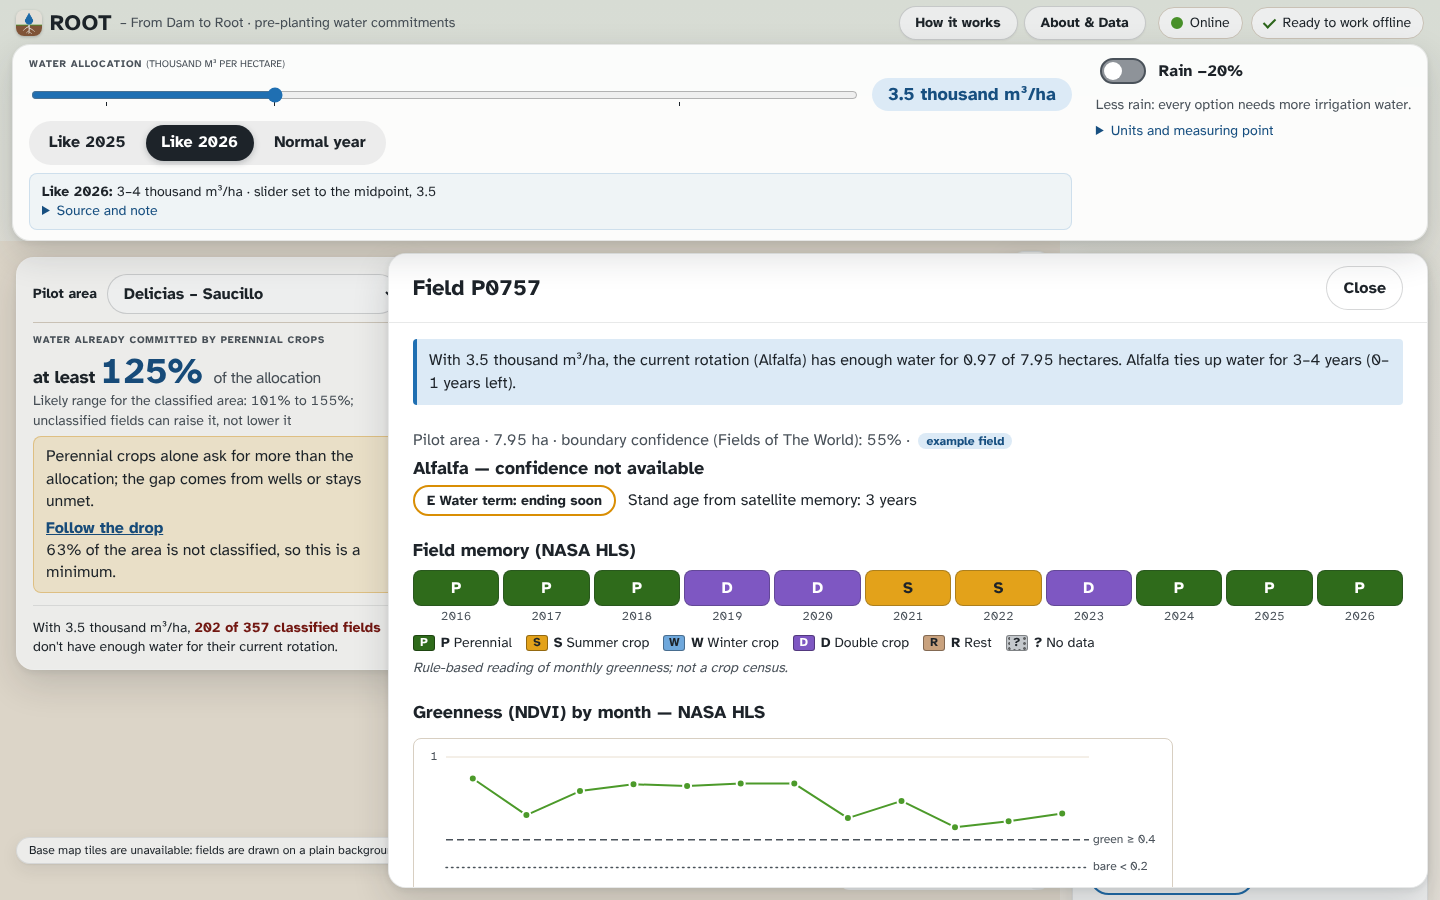 ROOT – From Dam to Root · pre-planting water commitments
How it works
About & Data
Online
Ready to work offline
WATER ALLOCATION (THOUSAND M³ PER HECTARE)
3.5 thousand m³/ha
Rain −20%
Less rain: every option needs more irrigation water.
Units and measuring point
Like 2025
Like 2026
Normal year
Like 2026: 3–4 thousand m³/ha · slider set to the midpoint, 3.5
Source and note
Pilot area
Delicias – Saucillo
WATER ALREADY COMMITTED BY PERENNIAL CROPS
at least 125% of the allocation
Likely range for the classified area: 101% to 155%;
unclassified fields can raise it, not lower it
Perennial crops alone ask for more than the
allocation; the gap comes from wells or stays
unmet.
Follow the drop
63% of the area is not classified, so this is a
minimum.
With 3.5 thousand m³/ha, 202 of 357 classified fields
don't have enough water for their current rotation.
Base map tiles are unavailable: fields are drawn on a plain
Field P0757
Close
With 3.5 thousand m³/ha, the current rotation (Alfalfa) has enough water for 0.97 of 7.95 hectares. Alfalfa ties up water for 3–4 years (0–
1 years left).
Pilot area · 7.95 ha · boundary confidence (Fields of The World): 55% · example field
Alfalfa — confidence not available
E Water term: ending soon
Stand age from satellite memory: 3 years
Field memory (NASA HLS)
P P P D D S S D P P P
2016 2017 2018 2019 2020 2021 2022 2023 2024 2025 2026
P P Perennial S S Summer crop W W Winter crop D D Double crop R R Rest ? ? No data
Rule-based reading of monthly greenness; not a crop census.
Greenness (NDVI) by month — NASA HLS
1
green ≥ 0.4
bare < 0.2